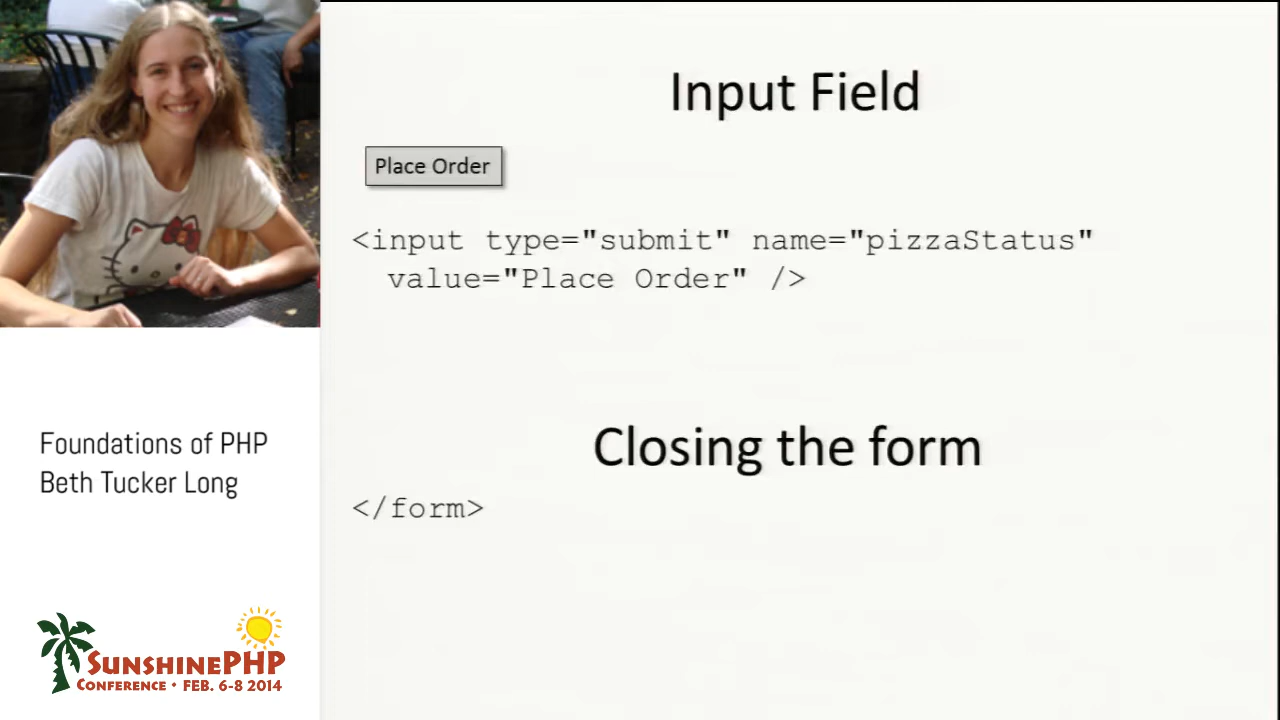 Input Field
Place Order
<input type="submit" name="pizzaStatus"
value="Place Order" />
Closing the form
</form>
Foundations of PHP
Beth Tucker Long
SUNSHINEPHP
CONFERENCE • FEB. 6-8 2014